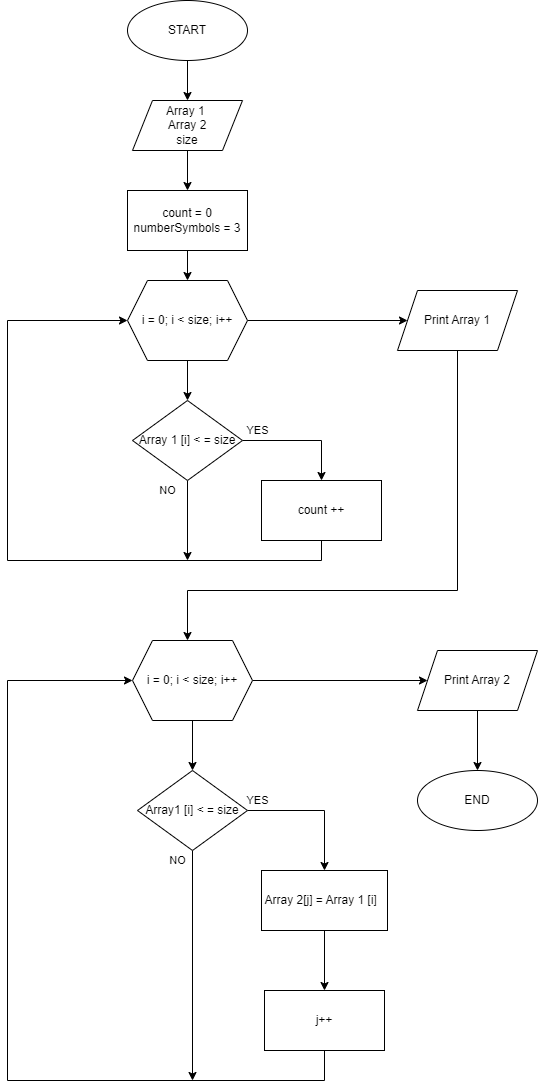 START
Array 1
Array 2
size
count = 0
numberSymbols = 3
i = 0; i < size; i++
Print Array 1
Array 1 [i] < = size
YES
NO
count ++
i = 0; i < size; i++
Print Array 2
END
Array1 [i] < = size
YES
NO
Array 2[j] = Array 1 [i]
j++